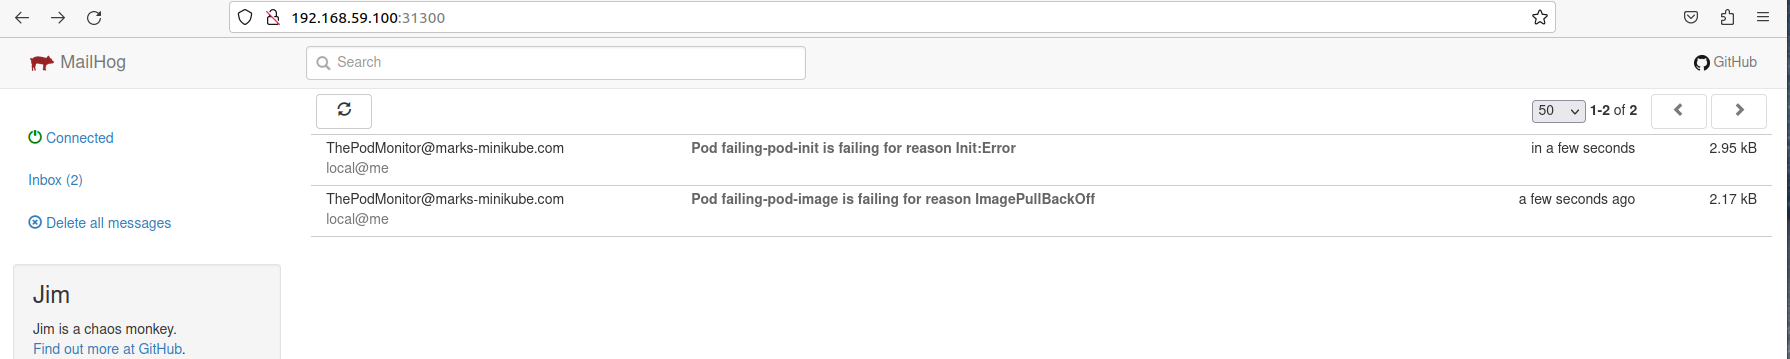 192.168.59.100:31300
MailHog
Search
GitHub
50 1-2 of 2
Connected
Inbox (2)
Delete all messages
ThePodMonitor@marks-minikube.com Pod failing-pod-init is failing for reason Init:Error in a few seconds 2.95 kB
local@me
ThePodMonitor@marks-minikube.com Pod failing-pod-image is failing for reason ImagePullBackOff a few seconds ago 2.17 kB
local@me
Jim
Jim is a chaos monkey.
Find out more at GitHub.